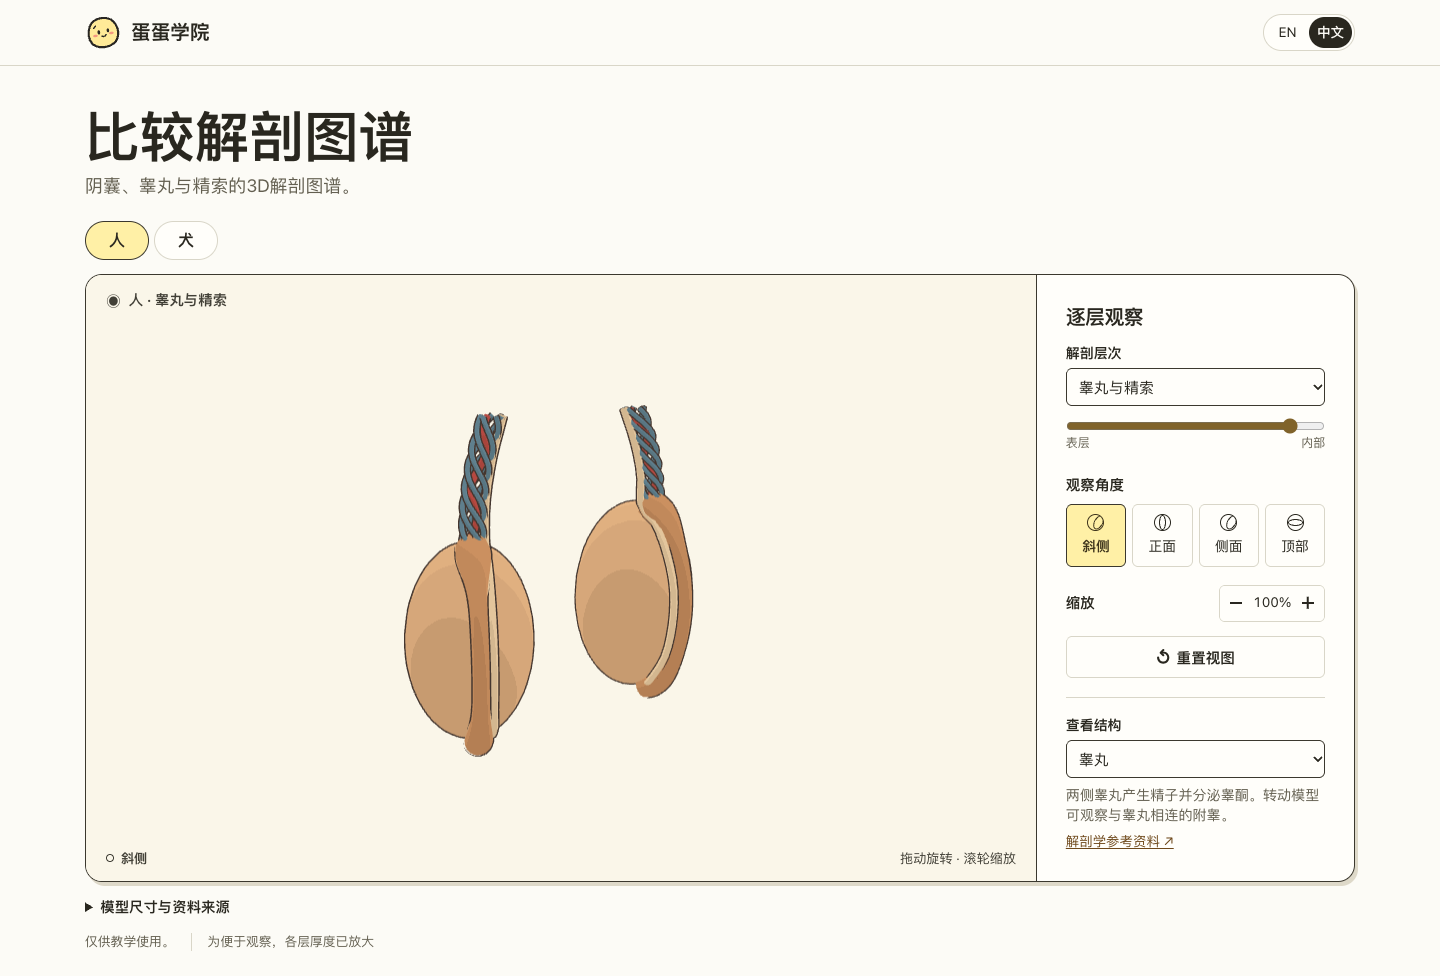 蛋蛋学院
EN 中文
比较解剖图谱
阴囊、睾丸与精索的3D解剖图谱。
人 犬
人 · 睾丸与精索
逐层观察
解剖层次
睾丸与精索
表层 内部
观察角度
斜侧 正面 侧面 顶部
缩放 − 100% +
重置视图
查看结构
睾丸
两侧睾丸产生精子并分泌睾酮。转动模型
可观察与睾丸相连的附睾。
解剖学参考资料 ↗
斜侧 拖动旋转 · 滚轮缩放
模型尺寸与资料来源
仅供教学使用。 为便于观察，各层厚度已放大